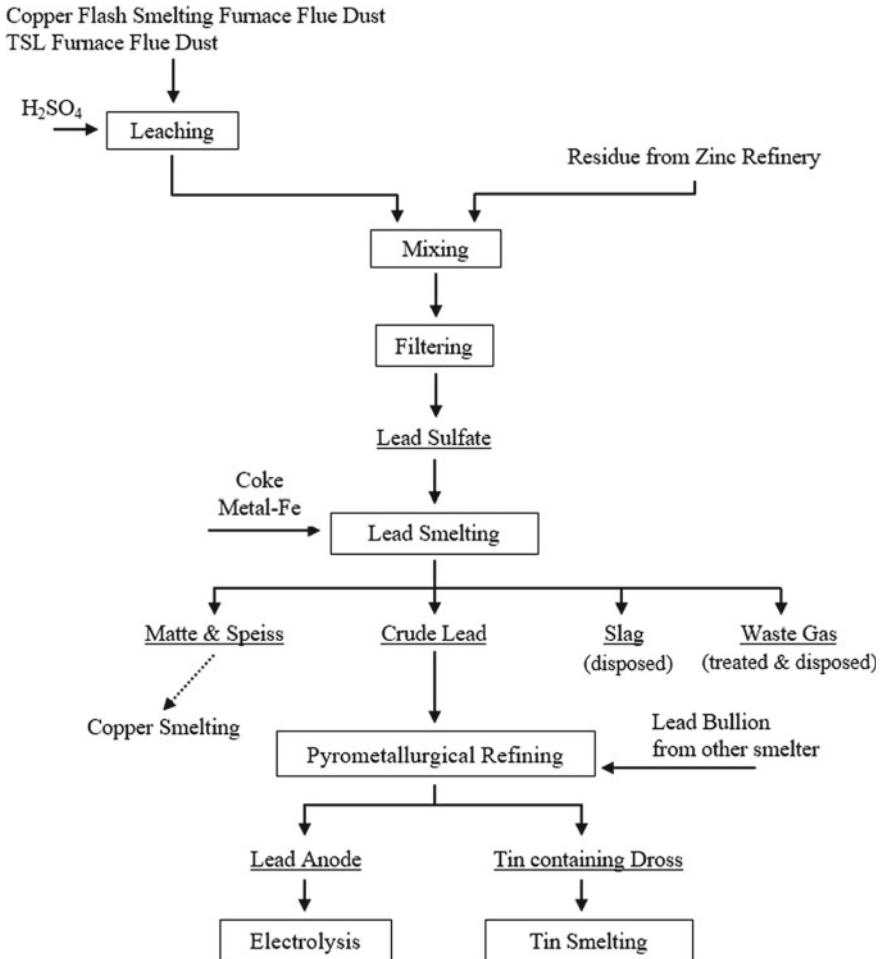 Copper Flash Smelting Furnace Flue Dust
TSL Furnace Flue Dust
H₂SO₄
Leaching
Residue from Zinc Refinery
Mixing
Filtering
Lead Sulfate
Coke
Metal-Fe
Lead Smelting
Matte & Speiss
Crude Lead
Slag
(disposed)
Waste Gas
(treated & disposed)
Copper Smelting
Lead Bullion
from other smelter
Pyrometallurgical Refining
Lead Anode
Tin containing Dross
Electrolysis
Tin Smelting